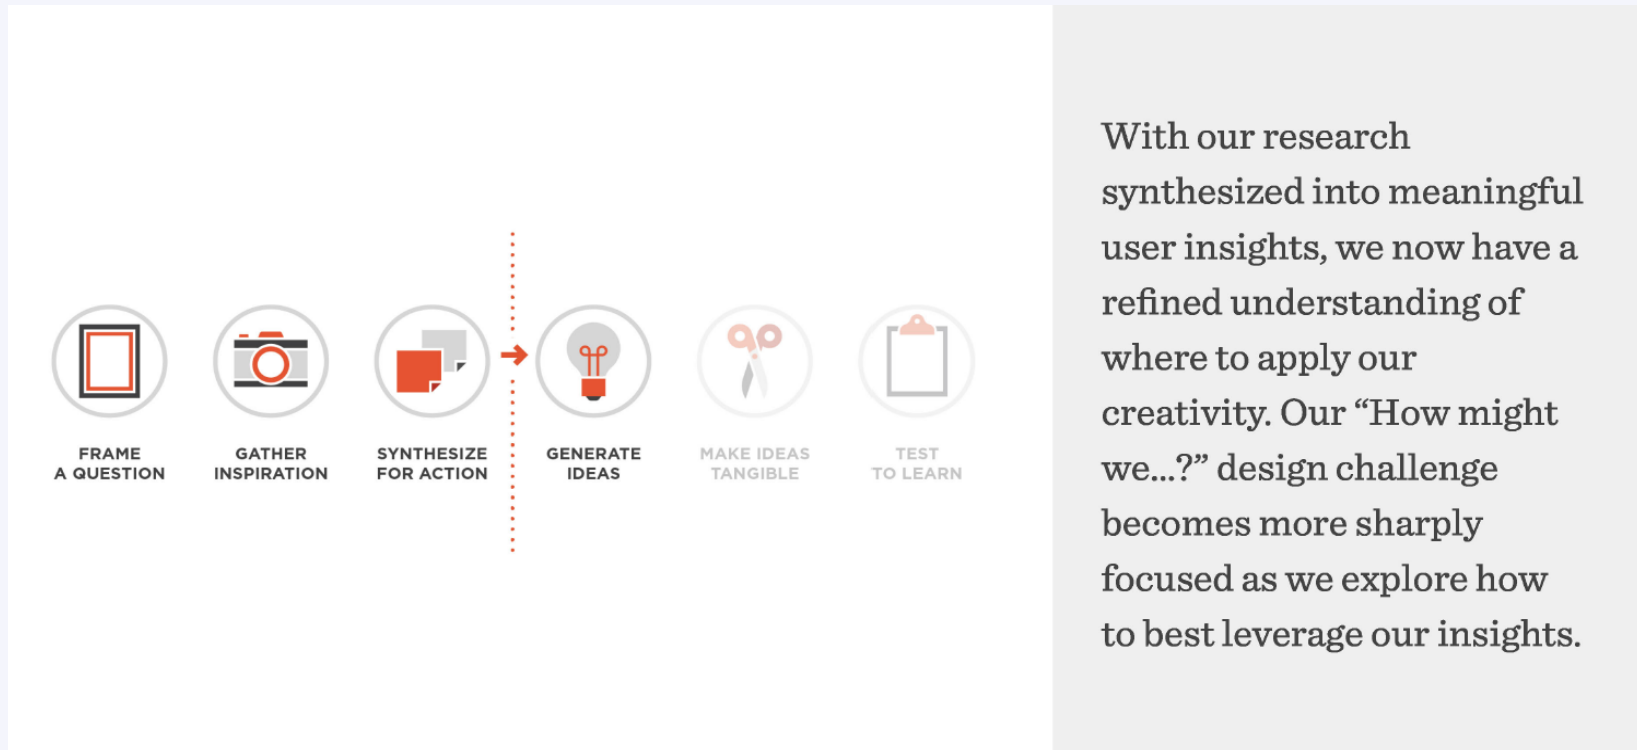 FRAME
A QUESTION
GATHER
INSPIRATION
SYNTHESIZE
FOR ACTION
GENERATE
IDEAS
MAKE IDEAS
TANGIBLE
TEST
TO LEARN
With our research
synthesized into meaningful
user insights, we now have a
refined understanding of
where to apply our
creativity. Our “How might
we...?” design challenge
becomes more sharply
focused as we explore how
to best leverage our insights.